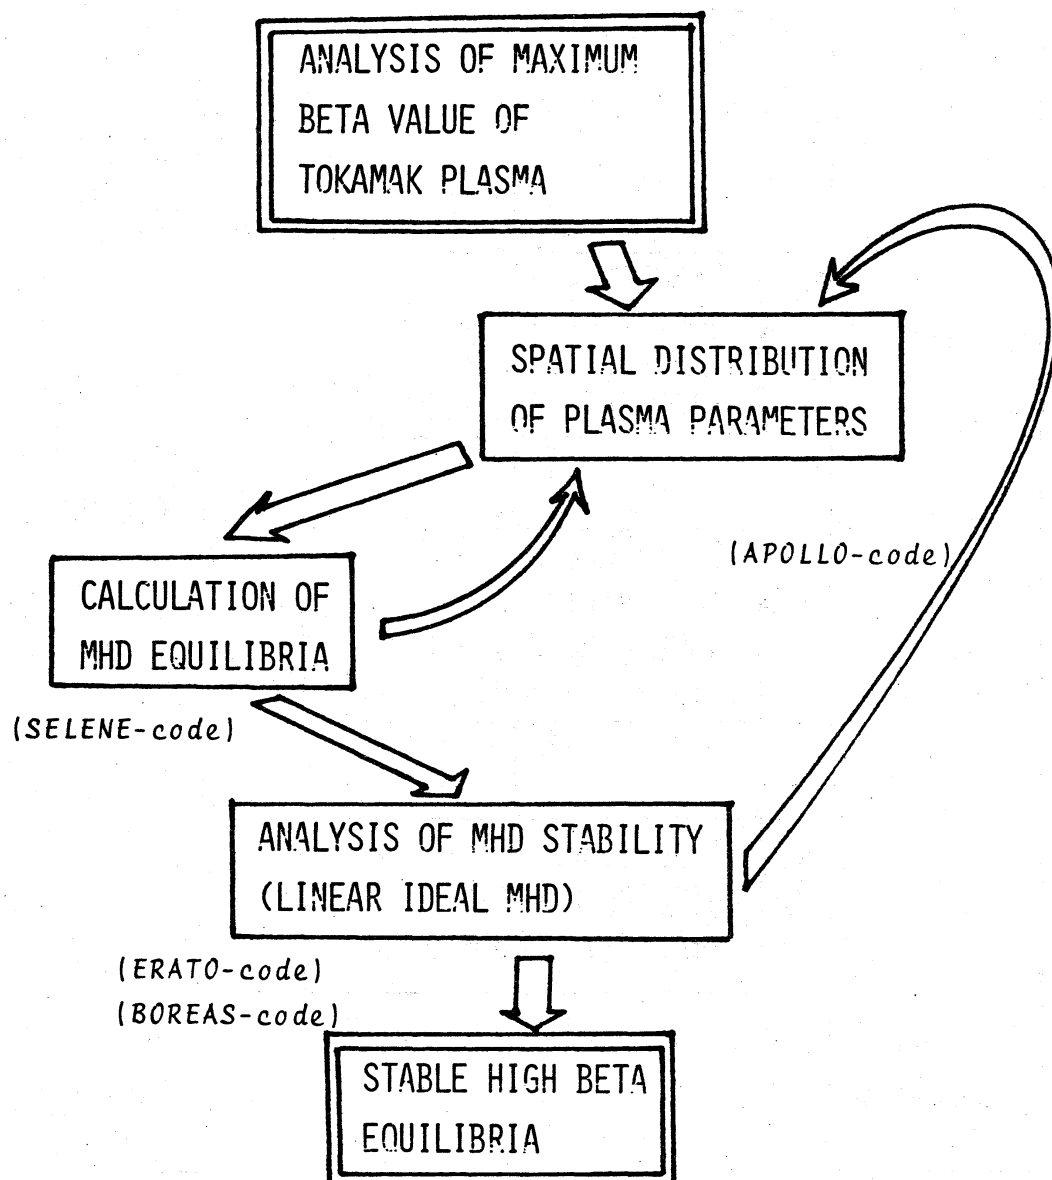 ANALYSIS OF MAXIMUM
BETA VALUE OF
TOKAMAK PLASMA
SPATIAL DISTRIBUTION
OF PLASMA PARAMETERS
(APOLLO-code)
CALCULATION OF
MHD EQUILIBRIA
(SELENE-code)
ANALYSIS OF MHD STABILITY
(LINEAR IDEAL MHD)
(ERATO-code)
(BOREAS-code)
STABLE HIGH BETA
EQUILIBRIA